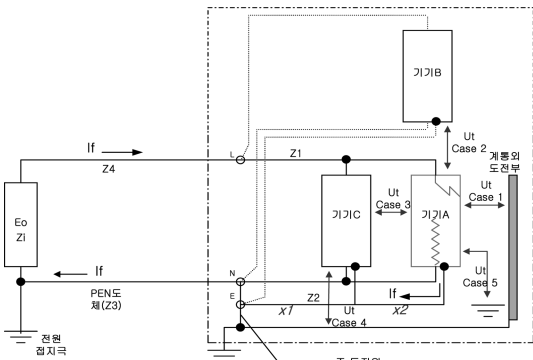 기기B
If
Ut
Case 2
계통외
도전부
L
Z1
Z4
Ut
Case 1
Eo
Zi
기기C
Ut
Case 3
기기A
If
N
If
Ut
Case 5
PEN도
체(Z3)
E
x1
Z2
Ut
Case 4
x2
전원
접지극